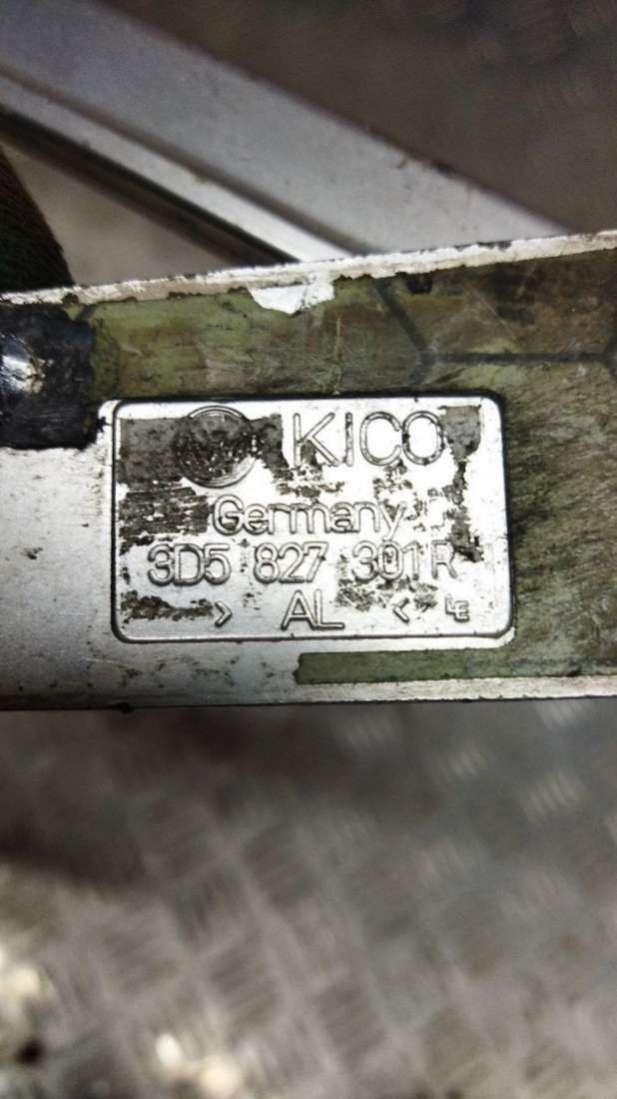 KICO
Germany
3D5 827 301 R
> AL <